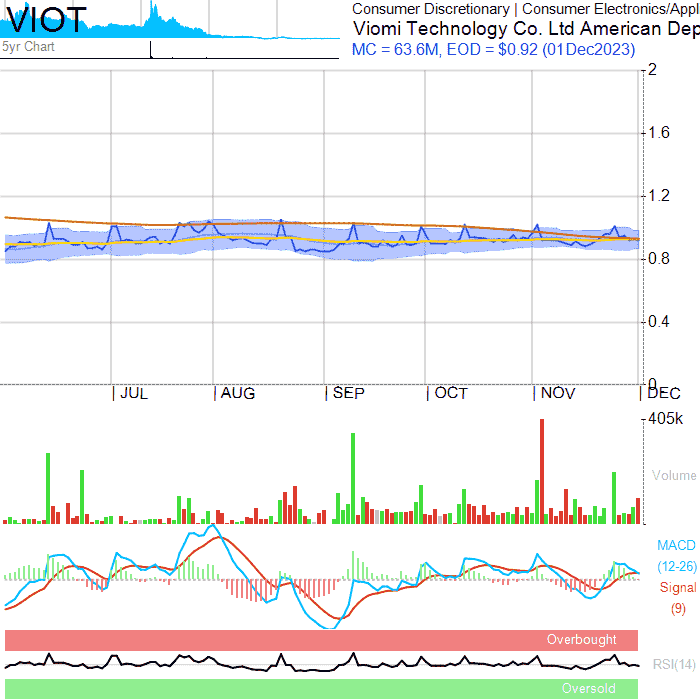 VIOT
5yr Chart
Consumer Discretionary | Consumer Electronics/Appl
Viomi Technology Co. Ltd American Dep
MC = 63.6M, EOD = $0.92 (01Dec2023)
2
1.6
1.2
0.8
0.4
0
JUL AUG SEP OCT NOV DEC
405k
Volume
MACD
(12-26)
Signal
(9)
Overbought
RSI(14)
Oversold